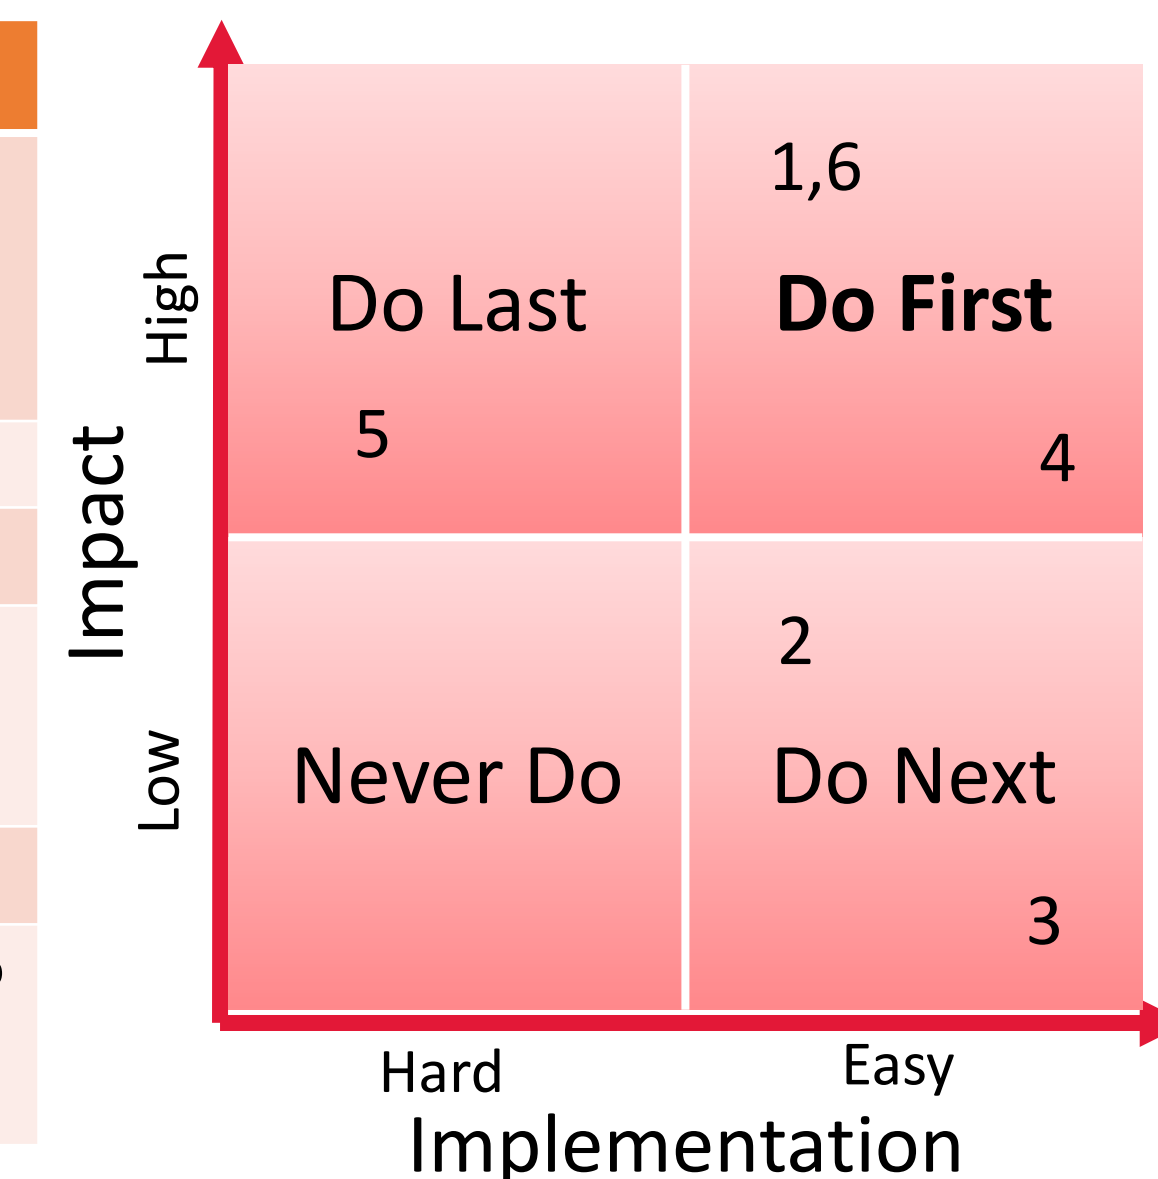 1,6
High
Do Last
Do First
5
4
Impact
2
Low
Never Do
Do Next
3
Hard
Easy
Implementation